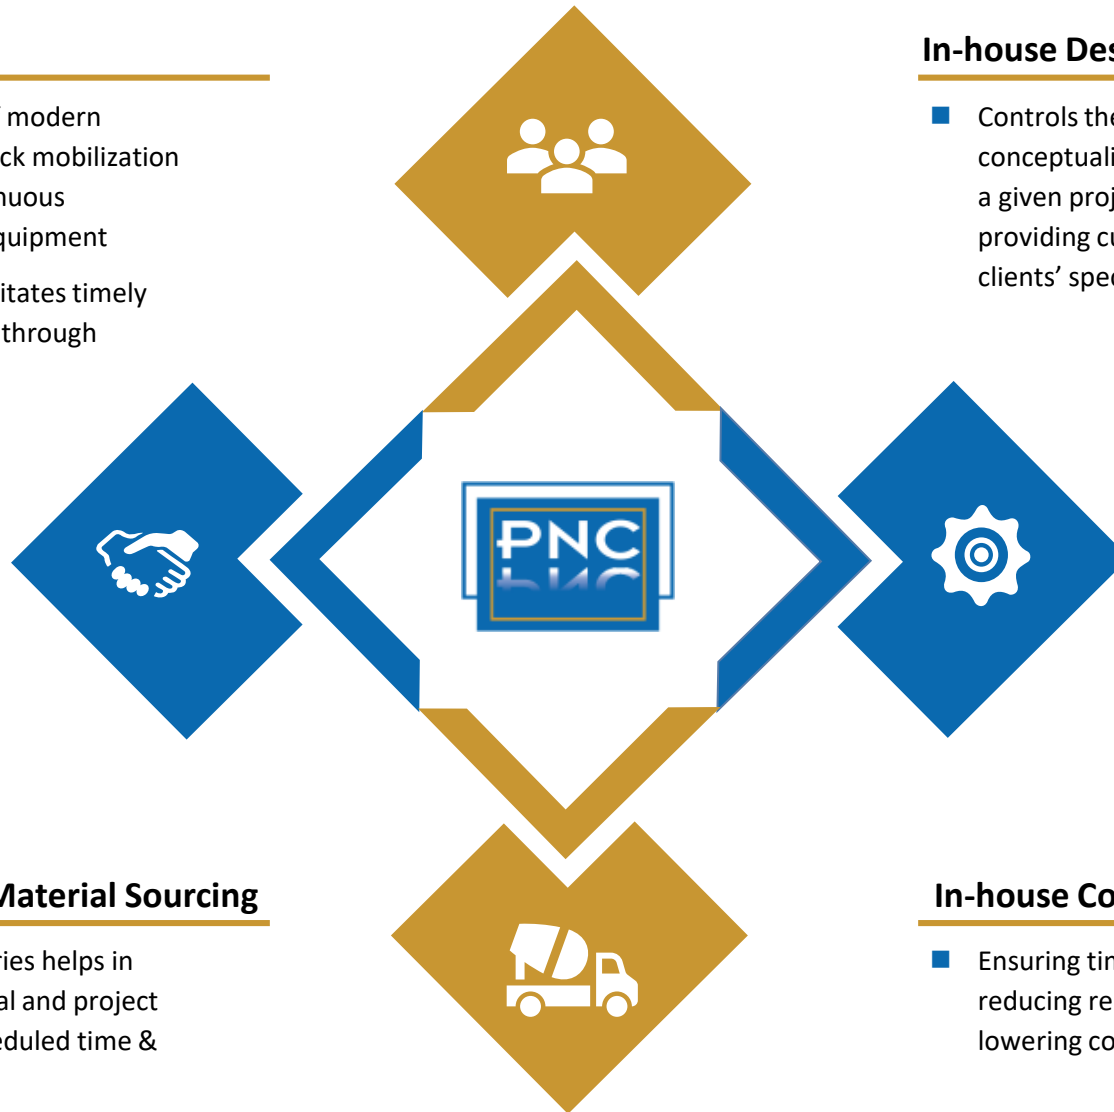 modern
ck mobilization
nuous
quipment
itates timely
through
In-house Des
Controls the
conceptuali
a given proj
providing cu
clients’ spec
PNC
Material Sourcing
ries helps in
al and project
eduled time &
In-house Co
Ensuring ti
reducing re
lowering co